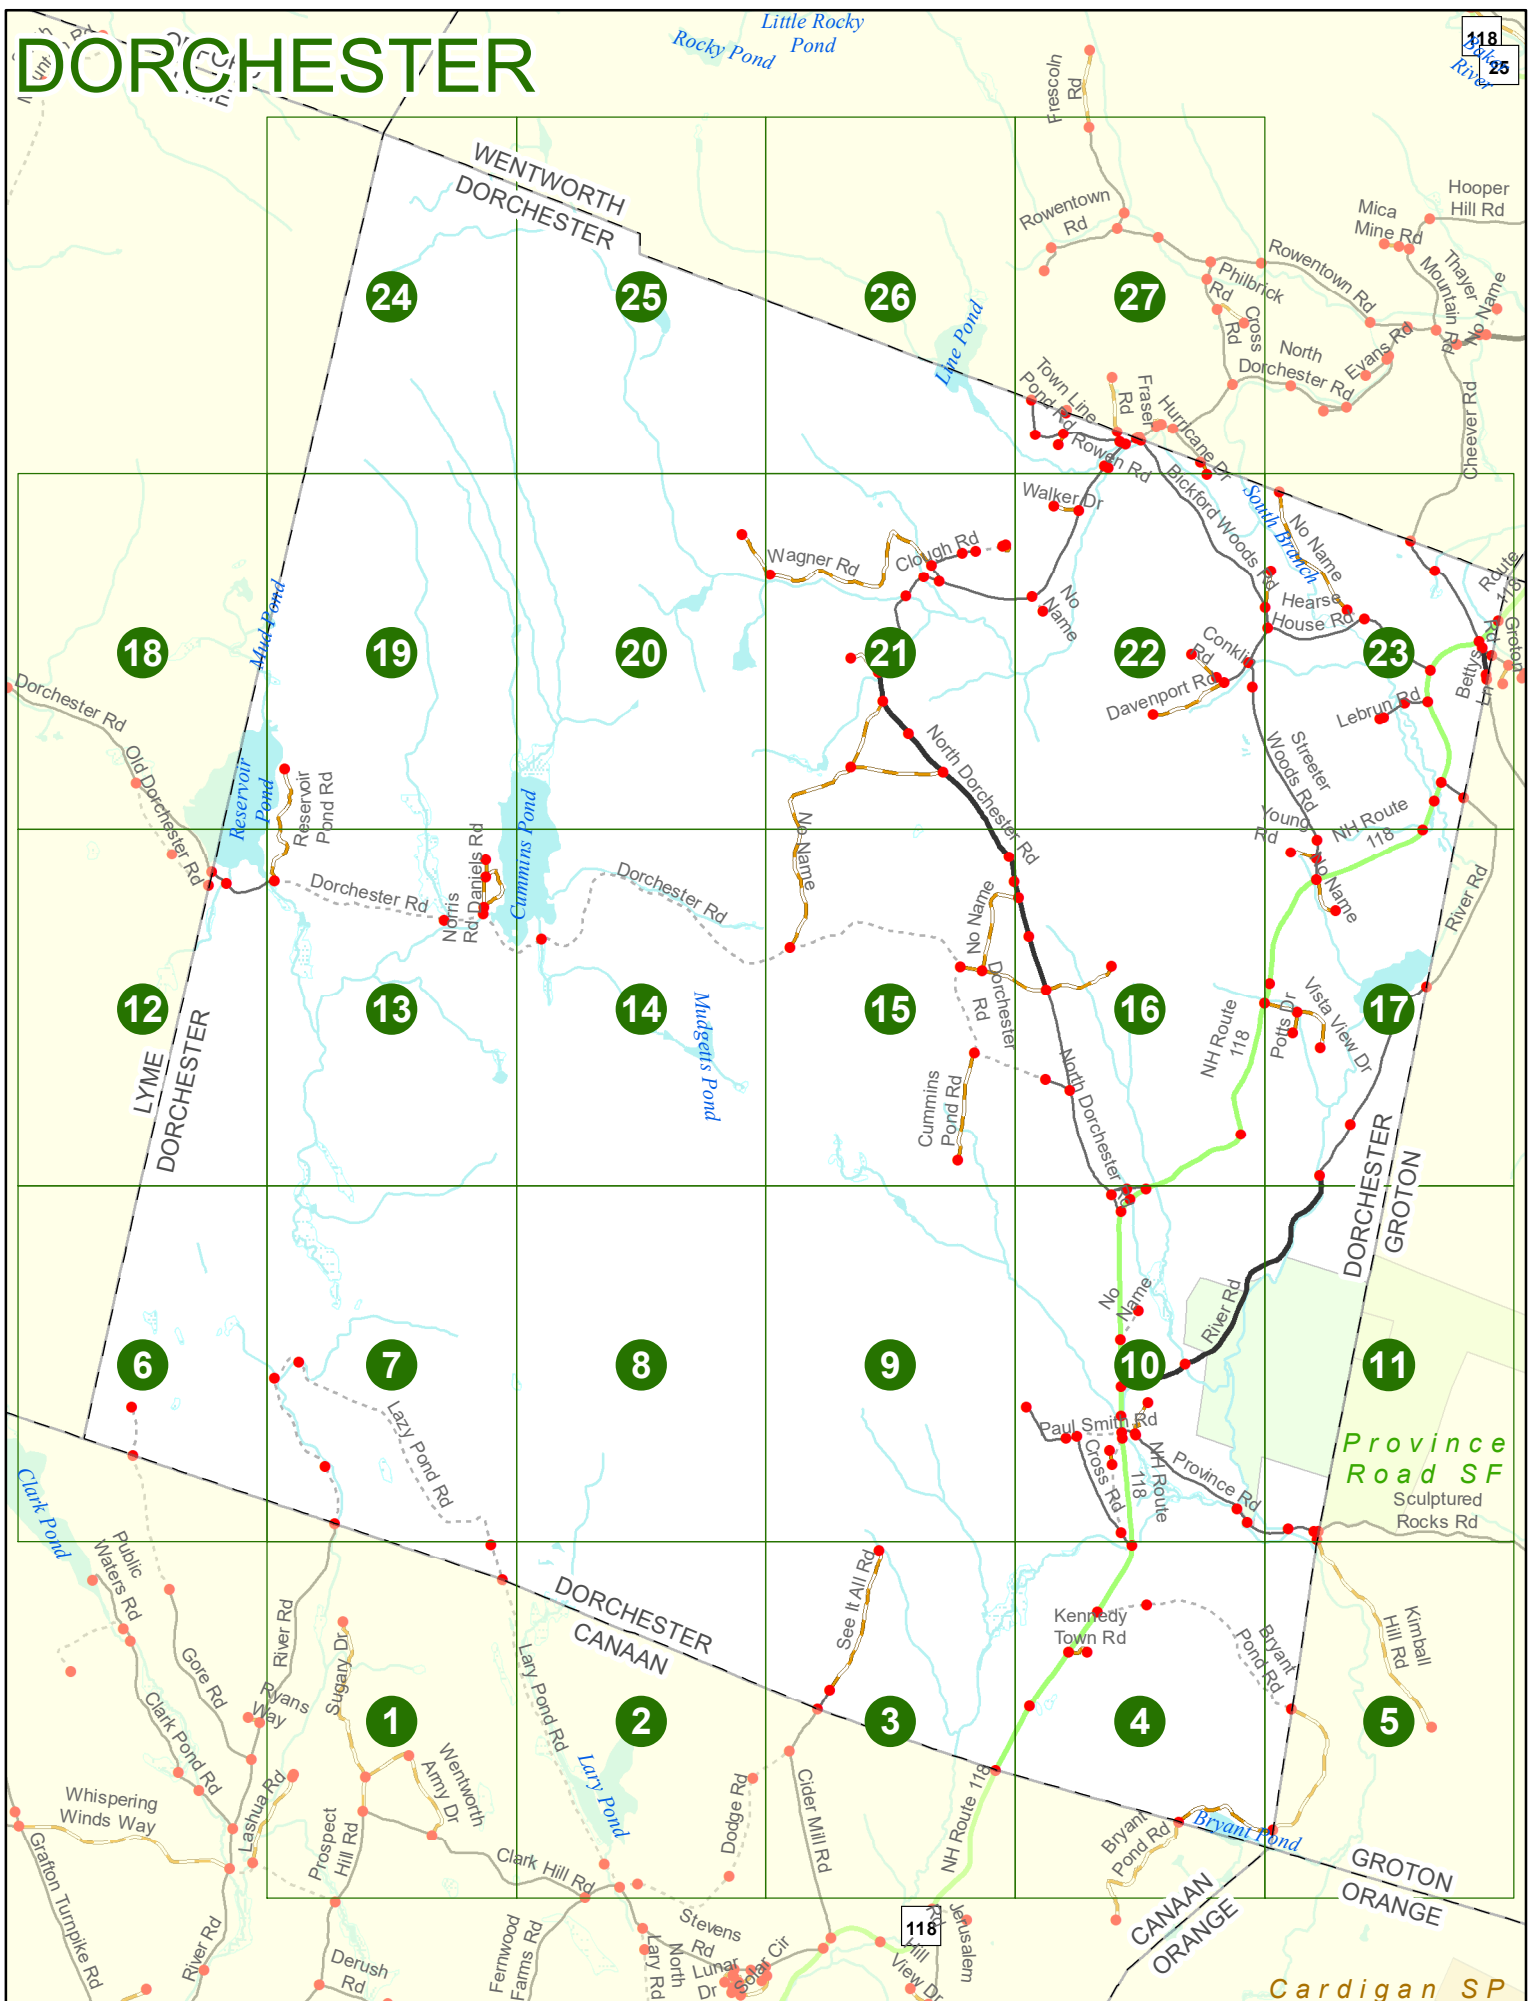 DORCHESTER
Little Rocky
Pond
Rocky Pond
118
25
Baker
River
WENTWORTH
DORCHESTER
Frescoln
Rd
Rowentown
Rd
Hooper
Hill Rd
Mica
Mine Rd
Thayer
Mountain Rd
No Name
Rowentown Rd
Philbrick
Rd
Cross
Rd
North
Dorchester Rd
Evans Rd
Cheever Rd
24
25
26
27
Line Pond
Town Line
Pond Rd
Fraser
Rd
Hurricane Dr
Rowen Rd
Walker Dr
Bickford Woods Rd
South Branch
No Name
Route
118
Wagner Rd
Clough Rd
No
Name
Hearse
House Rd
Conklin
Rd
Davenport Rd
Lebrun Rd
Bettys
Ln
Groton
Rd
Mud Pond
18
19
20
21
22
23
Dorchester Rd
Old Dorchester Rd
Reservoir
Pond
Reservoir
Pond Rd
North Dorchester Rd
Streeter
Woods Rd
Young
Rd
NH Route
118
No Name
River Rd
No Name
Norris
Rd
Daniels Rd
Cummins Pond
Dorchester Rd
Dorchester Rd
No Name
Dorchester
Rd
12
13
14
15
16
17
LYME
DORCHESTER
Mudgetts Pond
Cummins
Pond Rd
North Dorchester Rd
NH Route
118
Potts Dr
Vista View Dr
DORCHESTER
GROTON
No
Name
River Rd
6
7
8
9
10
11
Lazy Pond Rd
Paul Smith Rd
Cross Rd
NH Route
118
Province Rd
Province
Road SF
Sculptured
Rocks Rd
Clark Pond
Public
Waters Rd
Gore Rd
River Rd
Ryans
Way
Sugary Dr
DORCHESTER
CANAAN
See It All Rd
Kennedy
Town Rd
Bryant
Pond Rd
Kimball
Hill Rd
1
2
3
4
5
Clark Pond Rd
Whispering
Winds Way
Lashua Rd
Prospect
Hill Rd
Wentworth
Army Dr
Lary Pond Rd
Lary Pond
Dodge Rd
Cider Mill Rd
NH Route 118
Bryant
Pond Rd
Bryant Pond
GROTON
ORANGE
CANAAN
ORANGE
Grafton Turnpike Rd
River Rd
Derush
Rd
Clark Hill Rd
Fernwood
Farms Rd
Stevens
Rd
North
Lary Rd
Lunar
Dr
Solar Cir
118
Hill
View Dr
Jerusalem
Rd
Cardigan SP